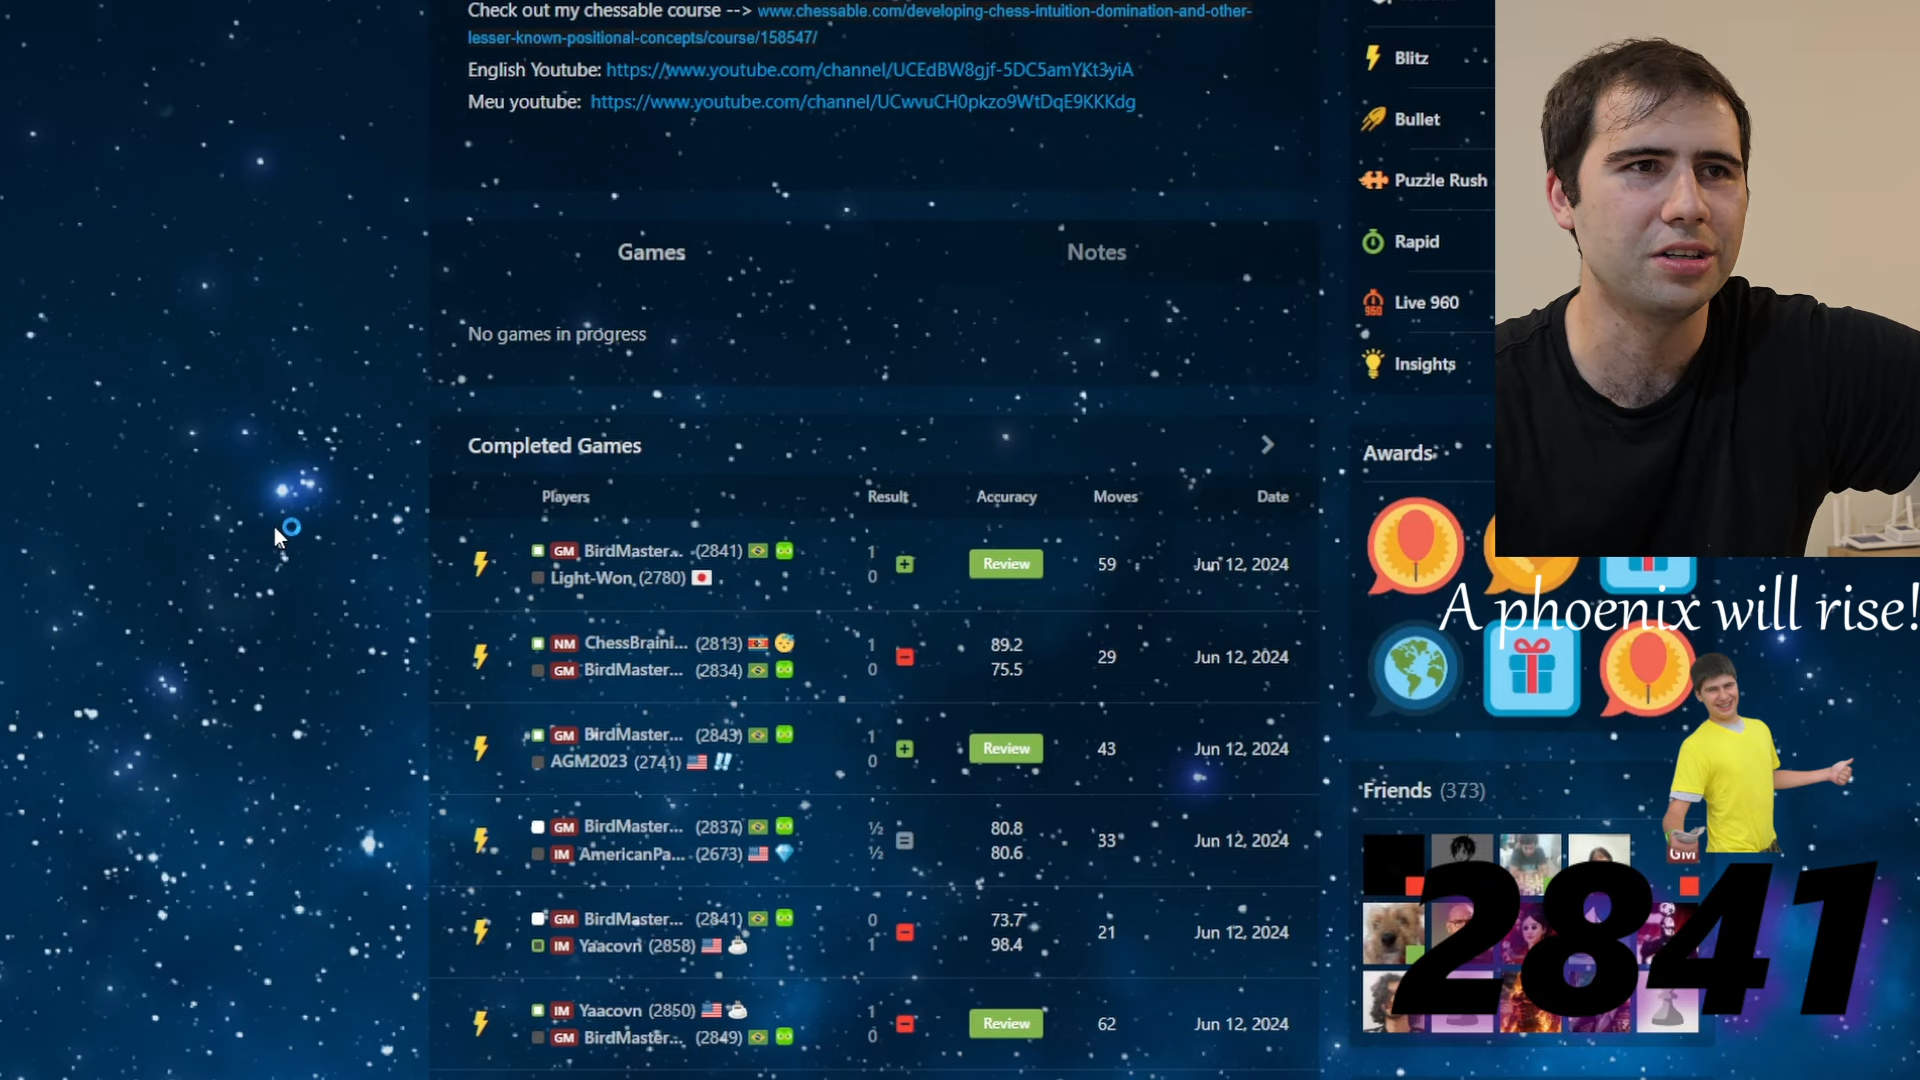 Check out my chessable course --> www.chessable.com/developing-chess-intuition-domination-and-other-
lesser-known-positional-concepts/course/158547/
English Youtube: https://www.youtube.com/channel/UCEdBW8gjf-5DC5amYKt3yiA
Meu youtube: https://www.youtube.com/channel/UCwvuCH0pkzo9WtDqE9KKKdg
Games Notes
No games in progress
Completed Games
Players Result Accuracy Moves Date
GM BirdMaster... (2841) 1
Light-Won (2780) 0
Review 59 Jun 12, 2024
NM ChessBraini... (2813) 1 89.2
GM BirdMaster... (2834) 0 75.5
29 Jun 12, 2024
GM BirdMaster... (2843) 1
AGM2023 (2741) 0
Review 43 Jun 12, 2024
GM BirdMaster... (2837) ½ 80.8
IM AmericanPa... (2673) ½ 80.6
33 Jun 12, 2024
GM BirdMaster... (2841) 0 73.7
IM Yaacovn (2858) 1 98.4
21 Jun 12, 2024
IM Yaacovn (2850) 1
GM BirdMaster... (2849) 0
Review 62 Jun 12, 2024
Blitz
Bullet
Puzzle Rush
Rapid
960
Live 960
Insights
Awards
A phoenix will rise!
Friends (373)
GM
2841